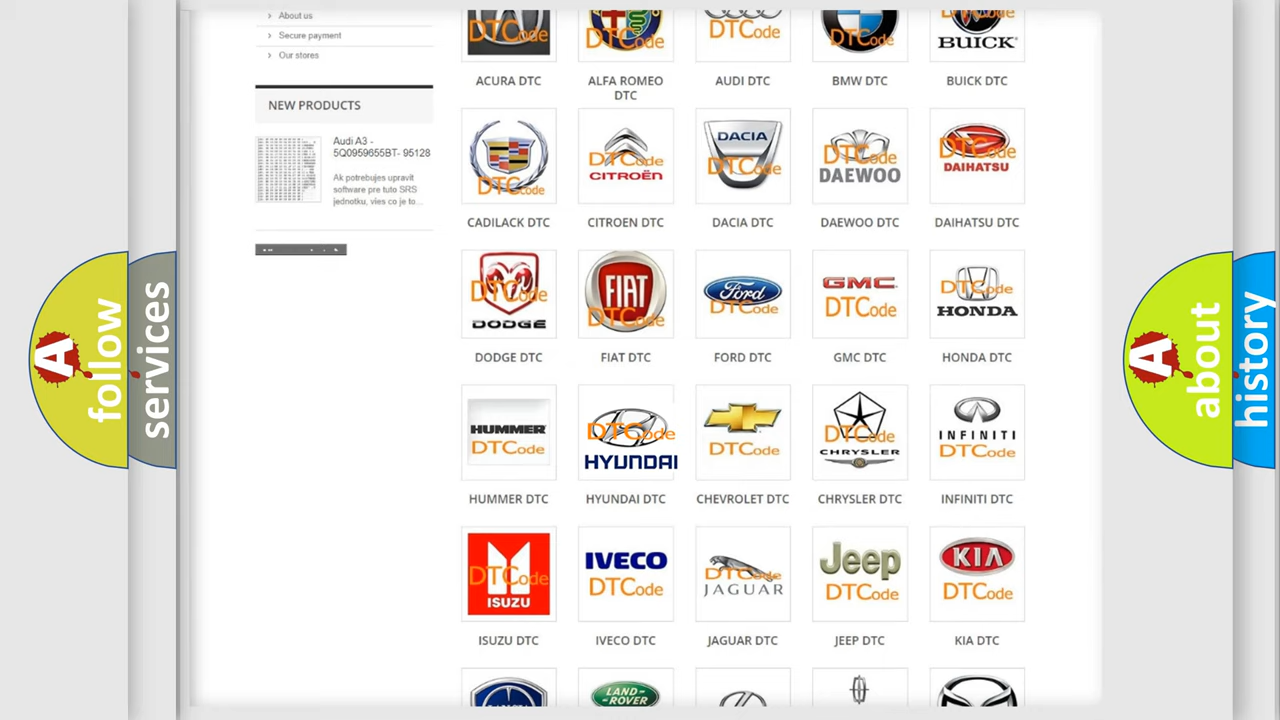 About us
Secure payment
Our stores
NEW PRODUCTS
Audi A3 -
5Q0959655BT- 95128
Ak potrebujes upravit
software pre tuto SRS
jednotku, vies co je to...
DTCode
DTCode
DTCode
DTCode
BUICK
ACURA DTC
ALFA ROMEO
DTC
AUDI DTC
BMW DTC
BUICK DTC
DTCode
DTCode
CITROËN
DACIA
DTCode
DTCode
DAEWOO
DTCode
DAIHATSU
CADILACK DTC
CITROEN DTC
DACIA DTC
DAEWOO DTC
DAIHATSU DTC
DTCode
DODGE
FIAT
DTCode
Ford
DTCode
GMC
DTCode
DTCode
HONDA
DODGE DTC
FIAT DTC
FORD DTC
GMC DTC
HONDA DTC
HUMMER
DTCode
DTCode
HYUNDAI
DTCode
DTCode
CHRYSLER
INFINITI
DTCode
HUMMER DTC
HYUNDAI DTC
CHEVROLET DTC
CHRYSLER DTC
INFINITI DTC
DTCode
ISUZU
IVECO
DTCode
DTCode
JAGUAR
Jeep
DTCode
KIA
DTCode
ISUZU DTC
IVECO DTC
JAGUAR DTC
JEEP DTC
KIA DTC
LAND-
ROVER
A follow
services
A about
history